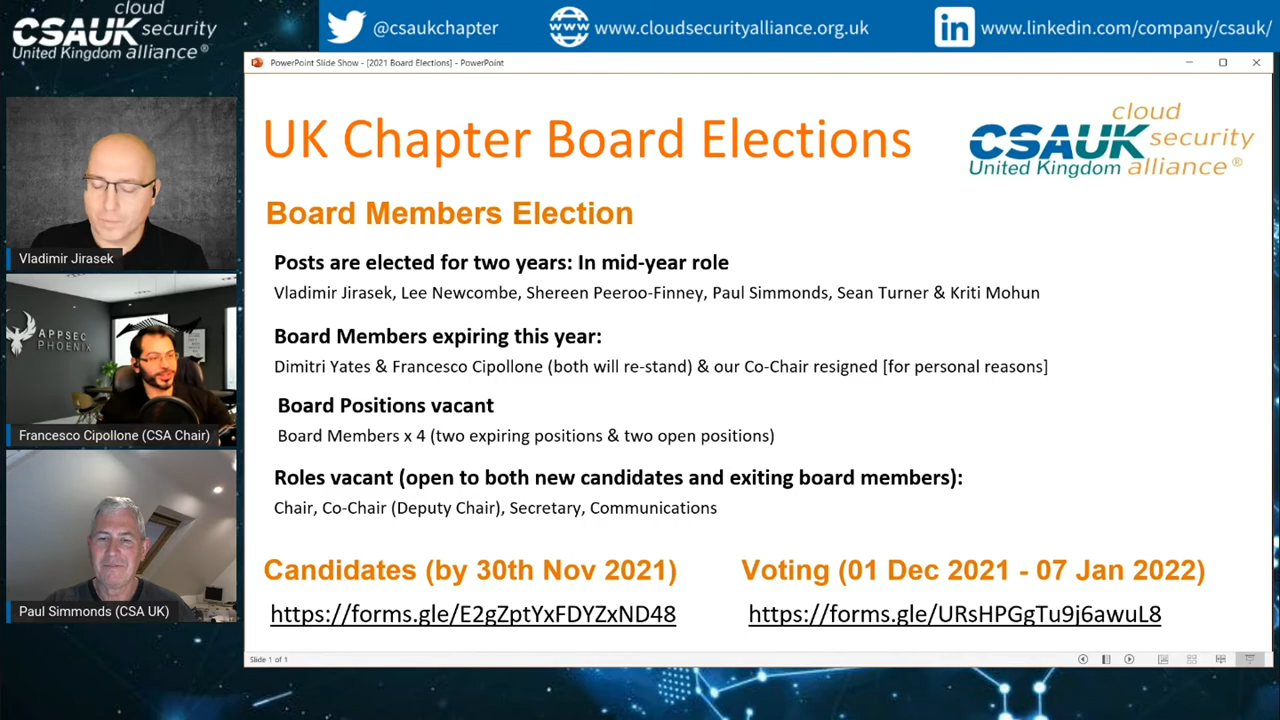 cloud
CSAUK security
United Kingdom alliance®
@csaukchapter
www.cloudsecurityalliance.org.uk
in
www.linkedin.com/company/csauk/
PowerPoint Slide Show - [2021 Board Elections] - PowerPoint
UK Chapter Board Elections
cloud
CSAUK security
United Kingdom alliance®
Board Members Election
Posts are elected for two years: In mid-year role
Vladimir Jirasek, Lee Newcombe, Shereen Peeroo-Finney, Paul Simmonds, Sean Turner & Kriti Mohun
Board Members expiring this year:
Dimitri Yates & Francesco Cipollone (both will re-stand) & our Co-Chair resigned [for personal reasons]
Board Positions vacant
Board Members x 4 (two expiring positions & two open positions)
Roles vacant (open to both new candidates and exiting board members):
Chair, Co-Chair (Deputy Chair), Secretary, Communications
Candidates (by 30th Nov 2021)
https://forms.gle/E2gZptYxFDYZxND48
Voting (01 Dec 2021 - 07 Jan 2022)
https://forms.gle/URsHPGgTu9j6awuL8
Slide 1 of 1
Vladimir Jirasek
APPSEC
PHOENIX
Francesco Cipollone (CSA Chair)
Paul Simmonds (CSA UK)